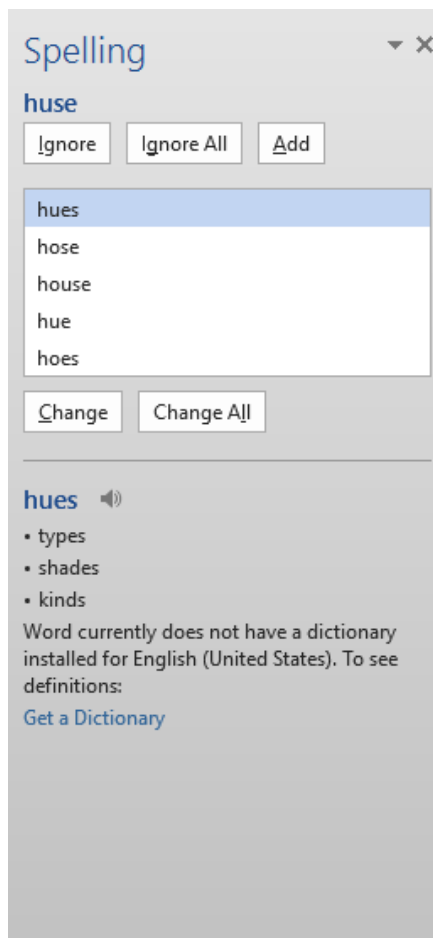 Spelling
huse
Ignore Ignore All Add
hues
hose
house
hue
hoes
Change Change All
hues
• types
• shades
• kinds
Word currently does not have a dictionary
installed for English (United States). To see
definitions:
Get a Dictionary